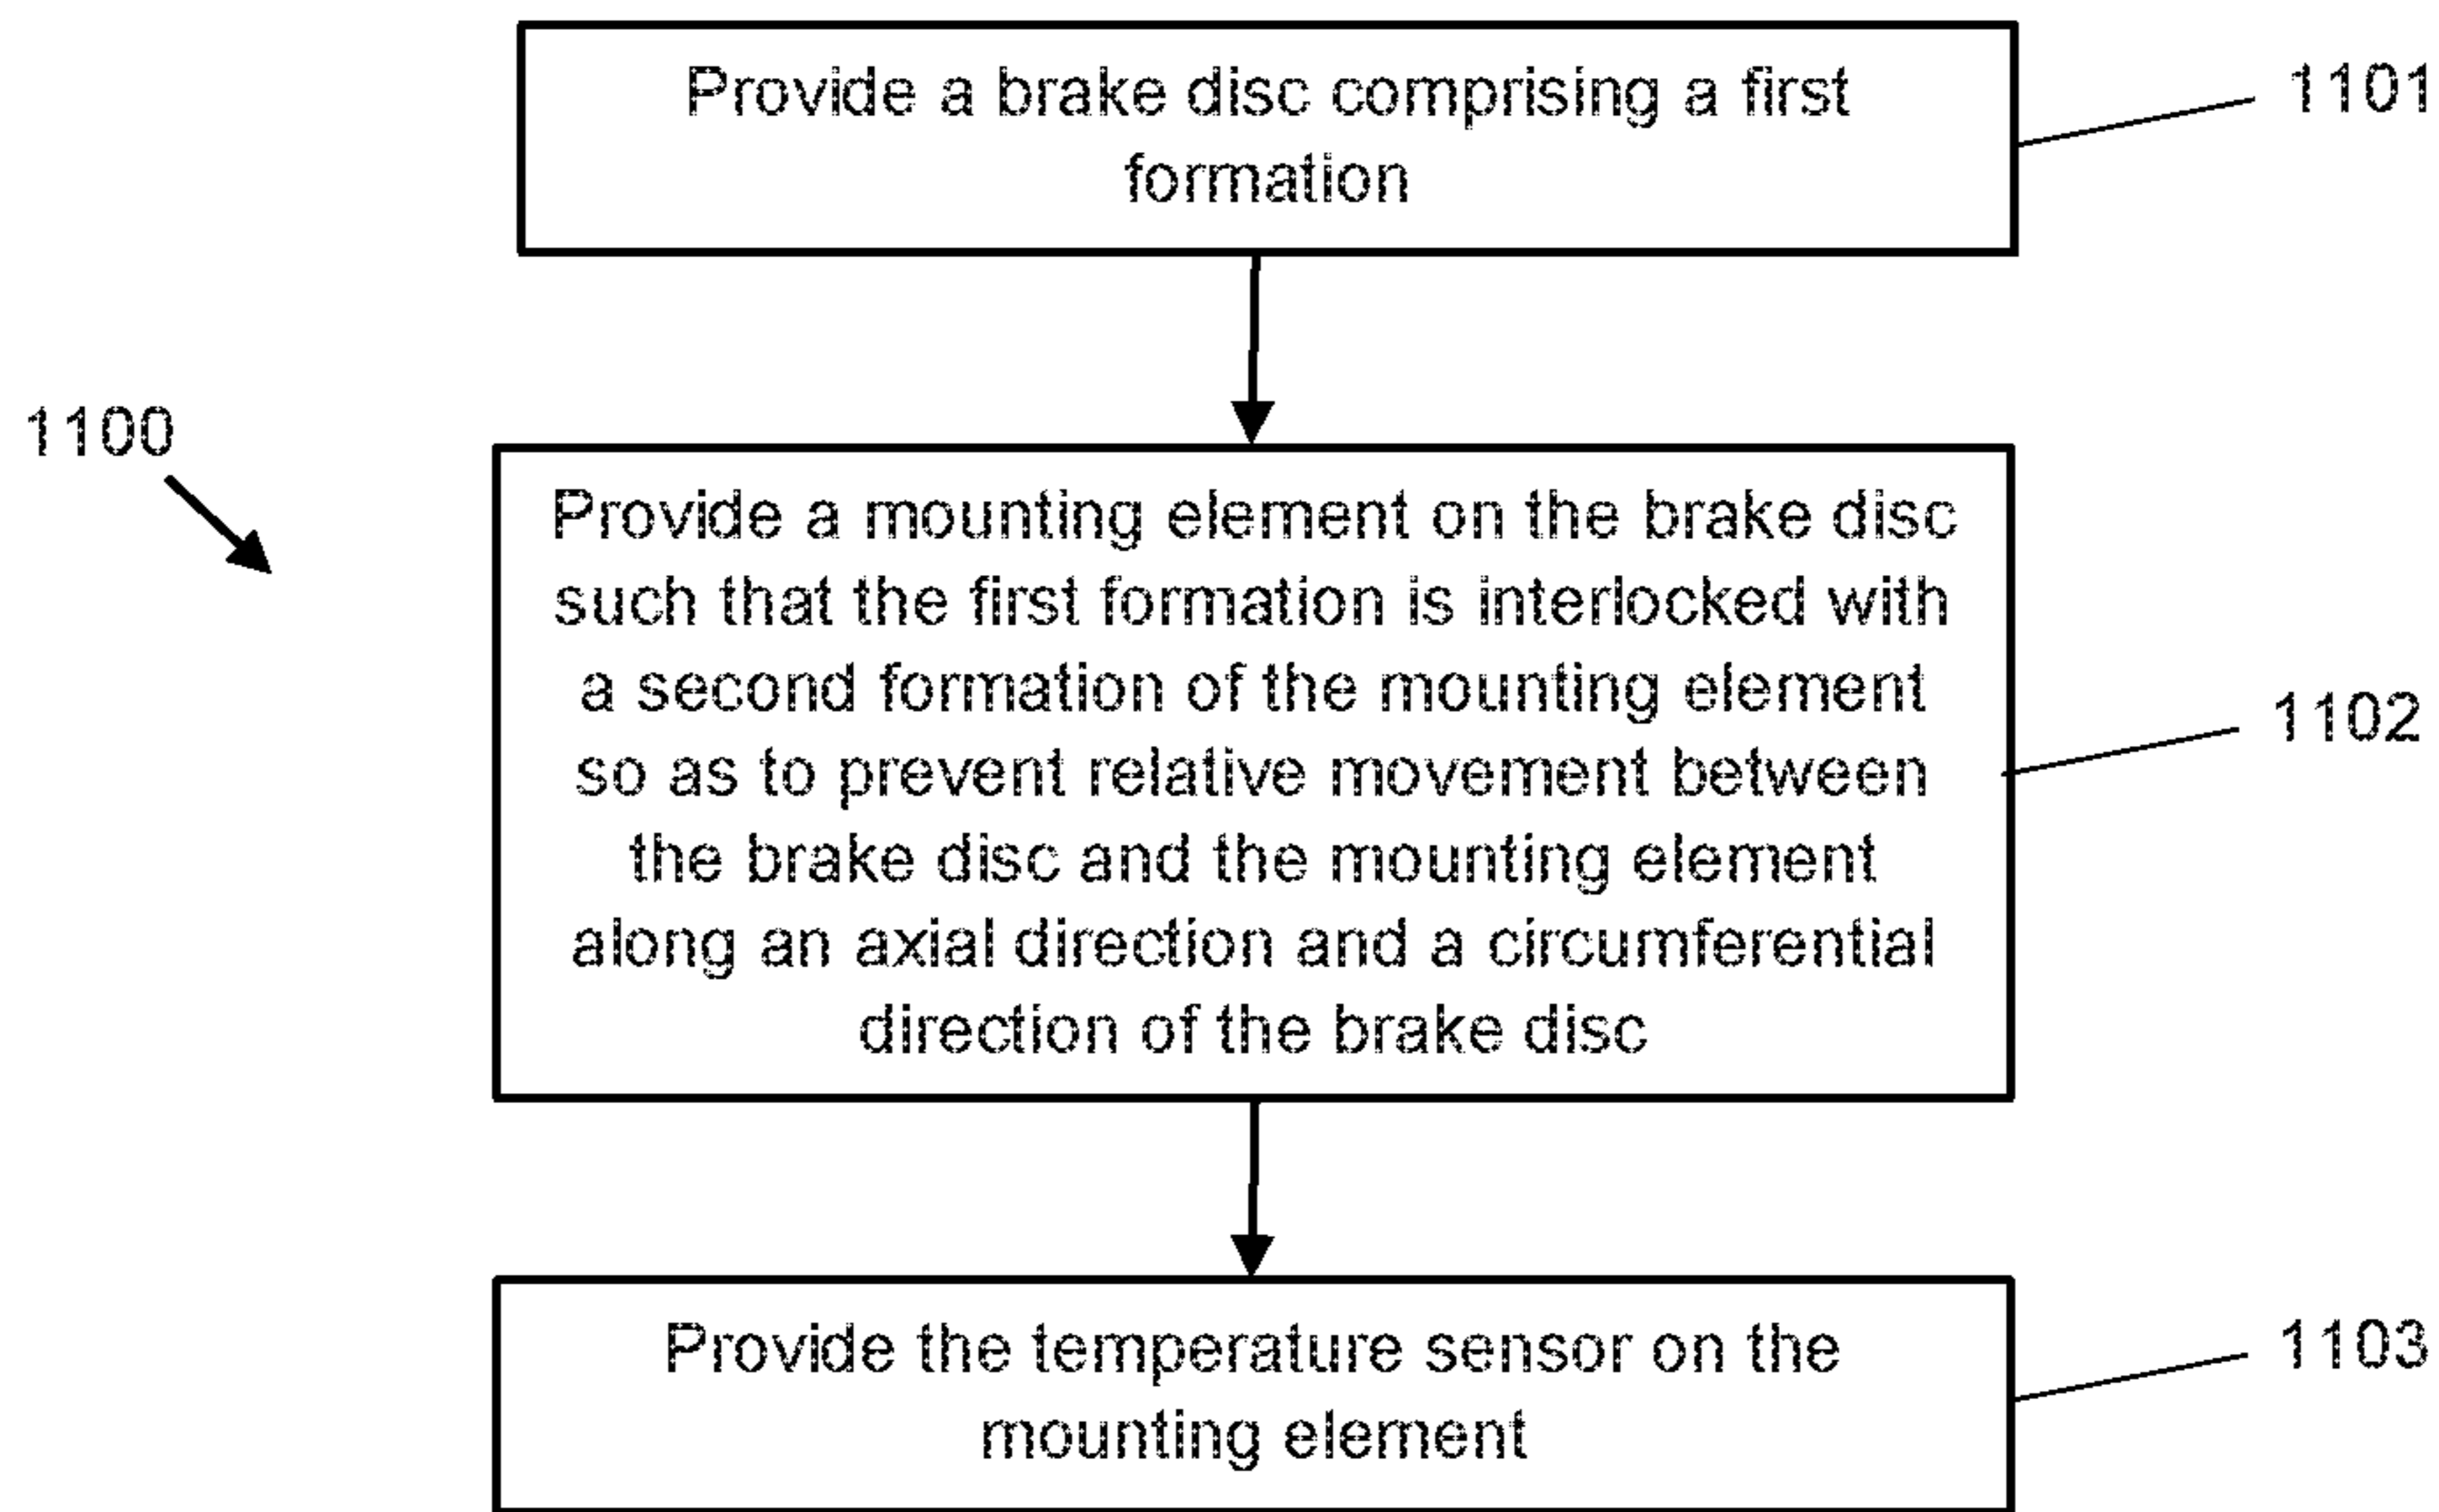 Provide a brake disc comprising a first
formation
1101
1100
Provide a mounting element on the brake disc
such that the first formation is interlocked with
a second formation of the mounting element
so as to prevent relative movement between
the brake disc and the mounting element
along an axial direction and a circumferential
direction of the brake disc
1102
Provide the temperature sensor on the
mounting element
1103